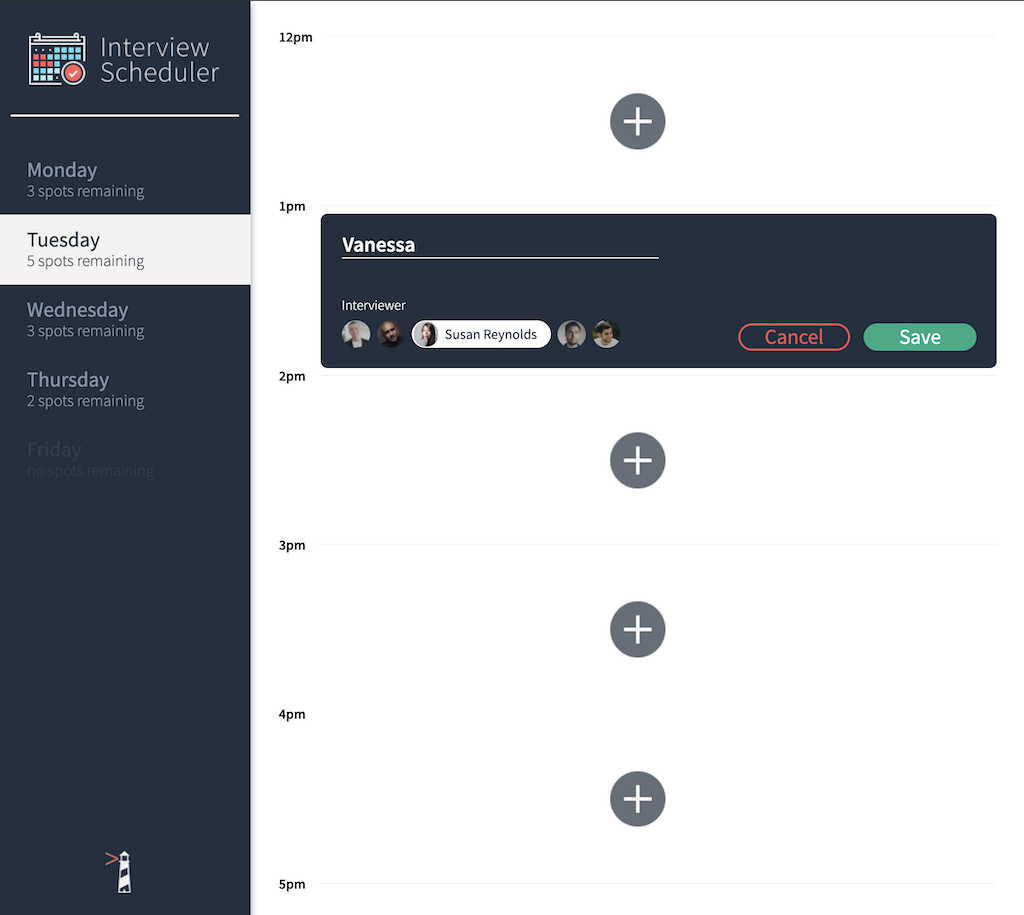 Interview
Scheduler
Monday
3 spots remaining
Tuesday
5 spots remaining
Wednesday
3 spots remaining
Thursday
2 spots remaining
Friday
no spots remaining
12pm
1pm
Vanessa
Interviewer
Susan Reynolds
Cancel
Save
2pm
3pm
4pm
5pm